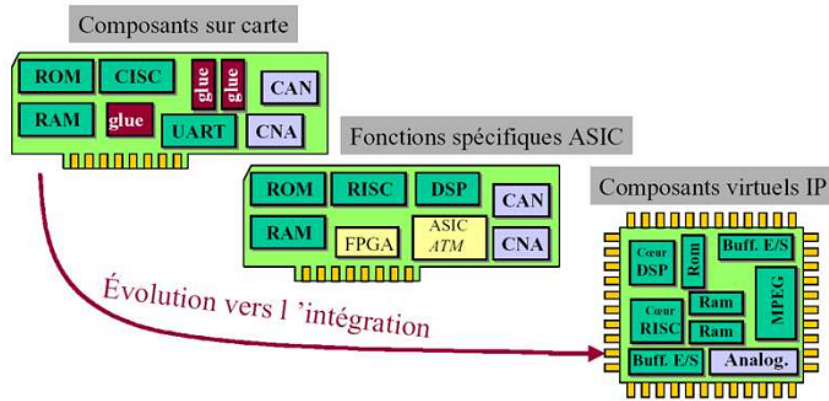 Composants sur carte
ROM CISC glue glue CAN
RAM glue UART CNA
Fonctions spécifiques ASIC
ROM RISC DSP CAN
RAM FPGA ASIC
ATM CNA
Composants virtuels IP
Cœur
DSP Rom Buff. E/S
Ram MPEG
Cœur
RISC Ram
Buff. E/S Analog.
Évolution vers l ’intégration